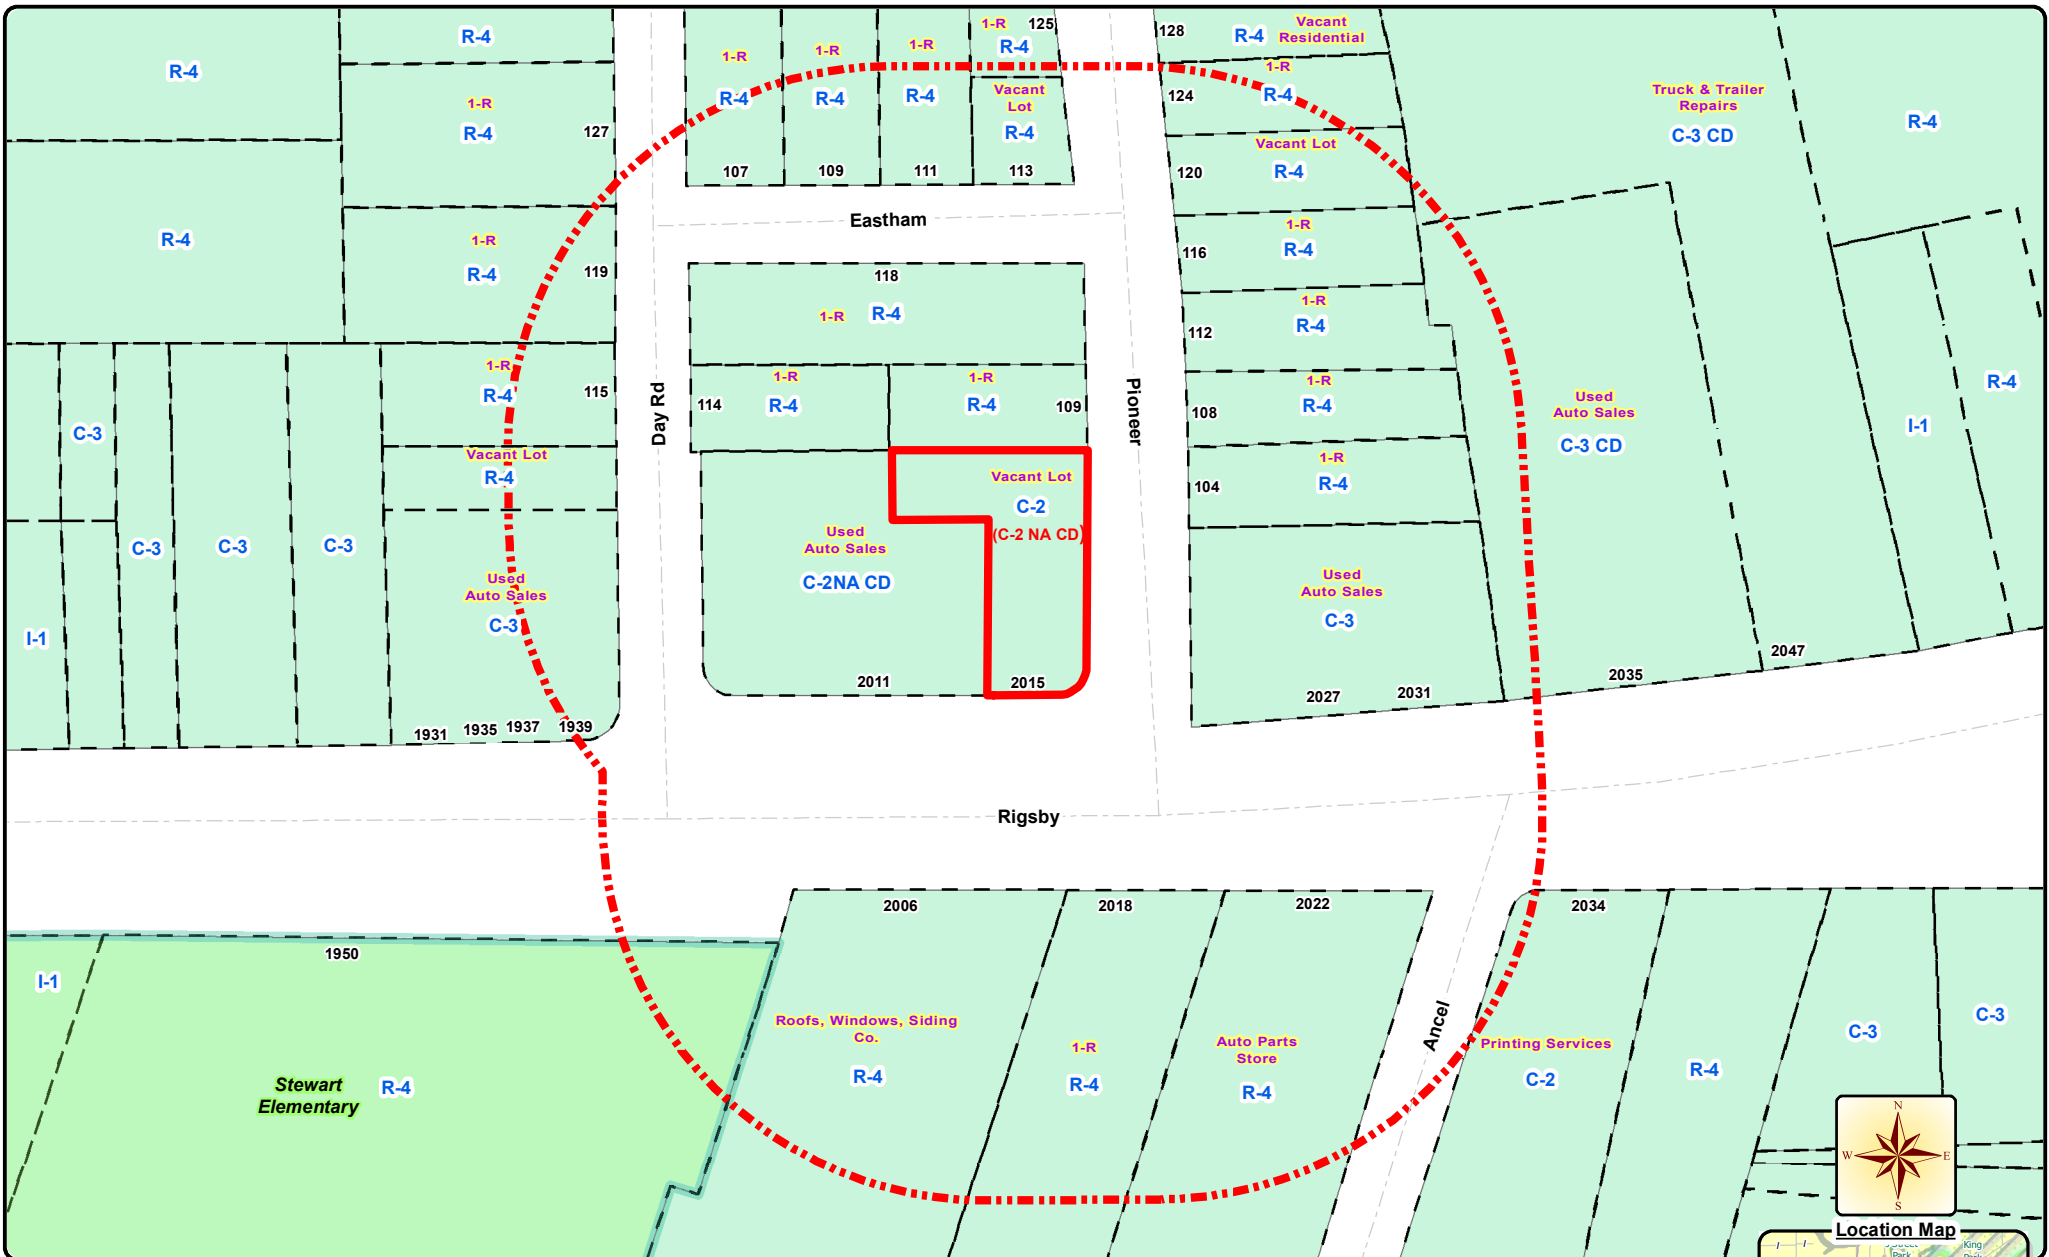 R-4
R-4
1-R
R-4
127
1-R
R-4
107
1-R
R-4
109
1-R
R-4
111
1-R
125
R-4
Vacant
Lot
R-4
113
128
R-4
Vacant
Residential
1-R
124
R-4
Vacant Lot
120
R-4
Truck & Trailer
Repairs
C-3 CD
R-4
R-4
1-R
R-4
119
Eastham
1-R
116
R-4
118
1-R
R-4
1-R
112
R-4
1-R
R-4
115
Day Rd
114
1-R
R-4
1-R
R-4
109
Pioneer
1-R
108
R-4
Used
Auto Sales
C-3 CD
I-1
R-4
C-3
C-3
C-3
C-3
I-1
Vacant Lot
R-4
Vacant Lot
C-2
(C-2 NA CD)
1-R
104
R-4
Used
Auto Sales
C-3
Used
Auto Sales
C-2NA CD
Used
Auto Sales
C-3
1931
1935
1937
1939
2011
2015
2027
2031
2035
2047
Rigsby
1950
I-1
Stewart
Elementary
R-4
2006
Roofs, Windows, Siding
Co.
R-4
2018
1-R
R-4
2022
Auto Parts
Store
R-4
Ancel
2034
Printing Services
C-2
R-4
C-3
C-3
N
W
E
S
Location Map
Park
King